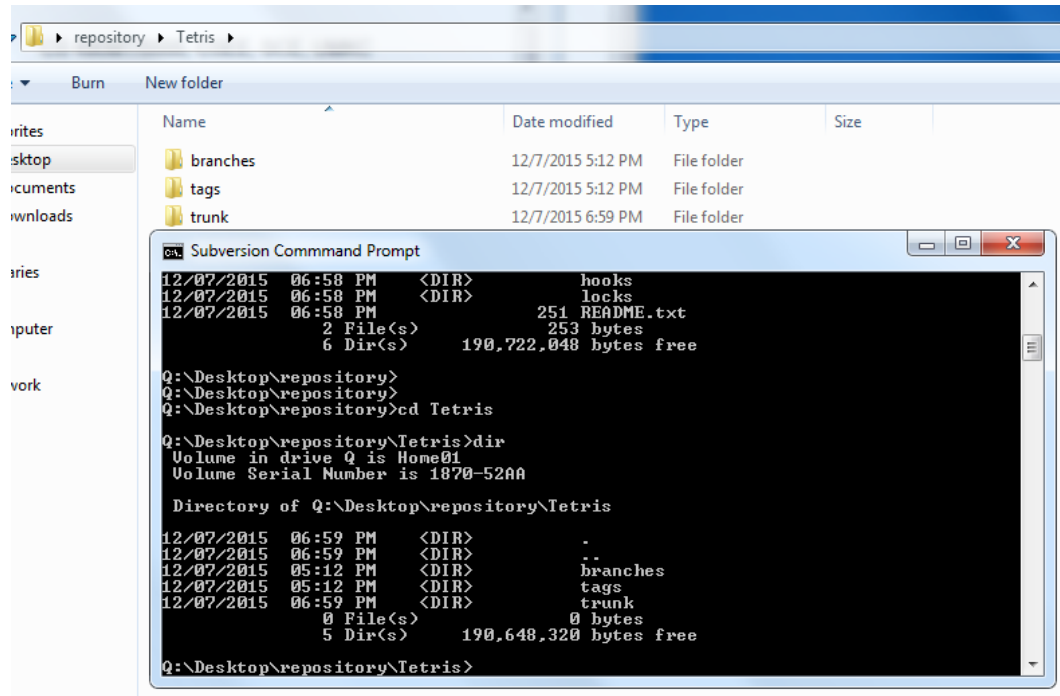 repository ▸ Tetris ▸
Burn New folder
Name Date modified Type Size
branches 12/7/2015 5:12 PM File folder
tags 12/7/2015 5:12 PM File folder
trunk 12/7/2015 6:59 PM File folder
orites
esktop
ocuments
ownloads
aries
mputer
work
Subversion Commmand Prompt
12/07/2015 06:58 PM <DIR> hooks
12/07/2015 06:58 PM <DIR> locks
12/07/2015 06:58 PM 251 README.txt
2 File(s) 253 bytes
6 Dir(s) 190,722,048 bytes free
Q:\Desktop\repository>
Q:\Desktop\repository>
Q:\Desktop\repository>cd Tetris
Q:\Desktop\repository\Tetris>dir
Volume in drive Q is Home01
Volume Serial Number is 1870-52AA
Directory of Q:\Desktop\repository\Tetris
12/07/2015 06:59 PM <DIR> .
12/07/2015 06:59 PM <DIR> ..
12/07/2015 05:12 PM <DIR> branches
12/07/2015 05:12 PM <DIR> tags
12/07/2015 06:59 PM <DIR> trunk
0 File(s) 0 bytes
5 Dir(s) 190,648,320 bytes free
Q:\Desktop\repository\Tetris>